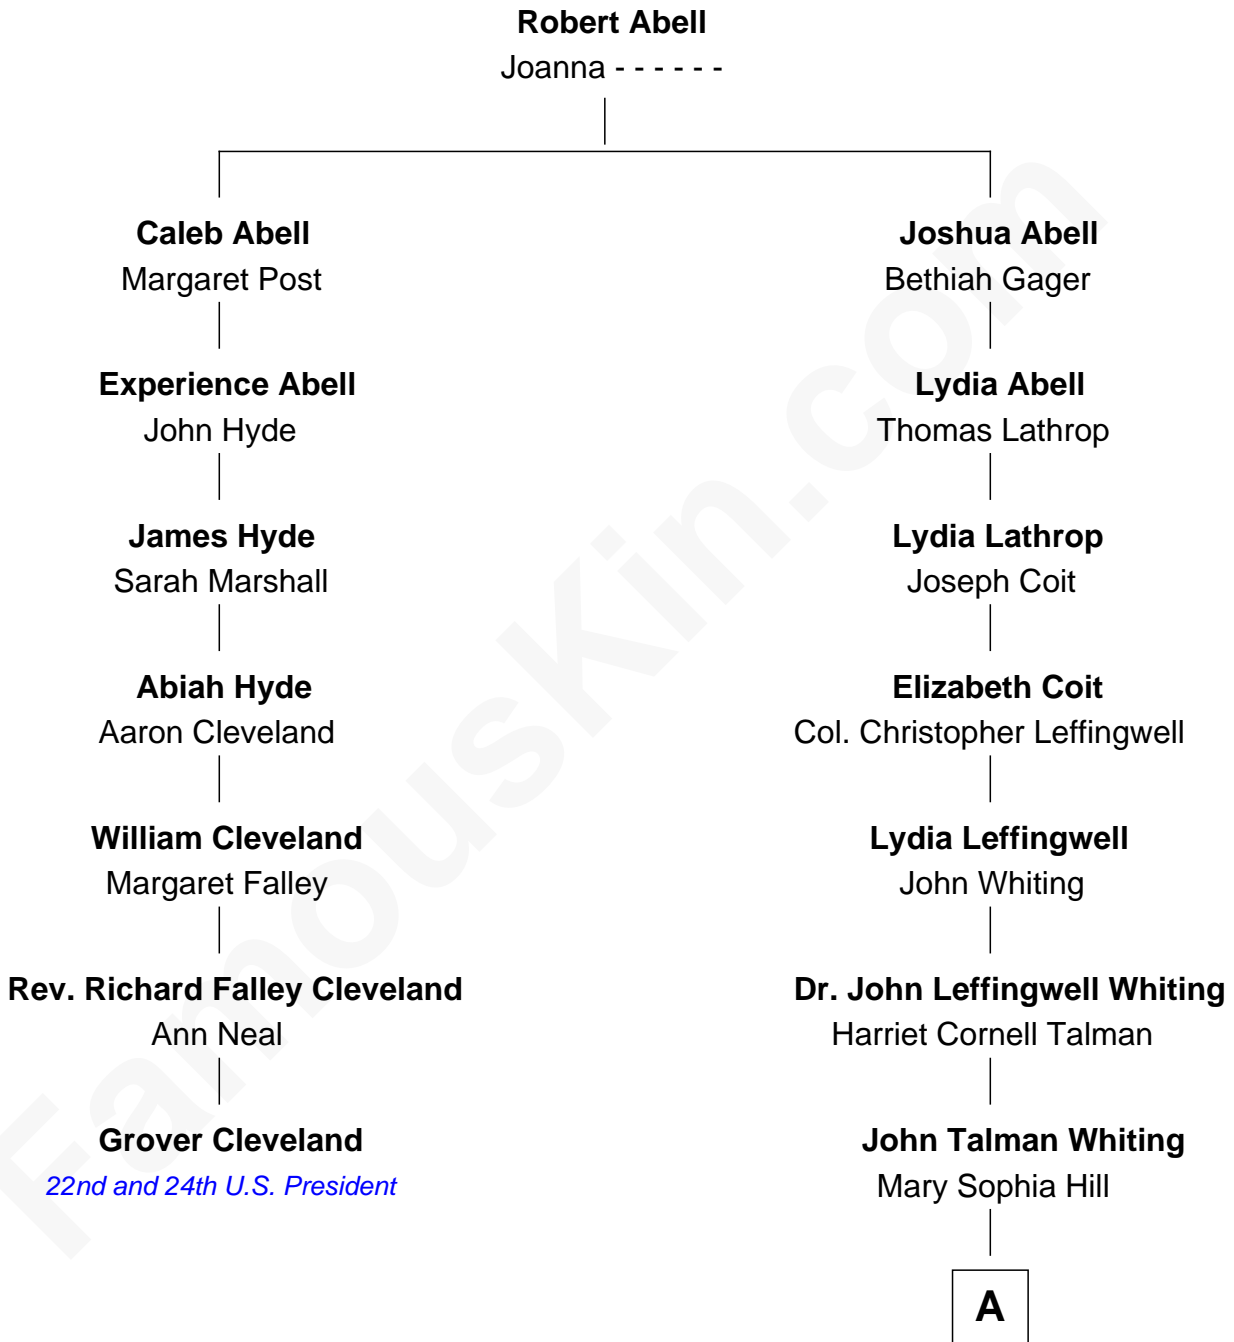 Robert Abell
Joanna - - - - - -
Caleb Abell
Margaret Post
Experience Abell
John Hyde
James Hyde
Sarah Marshall
Abiah Hyde
Aaron Cleveland
William Cleveland
Margaret Falley
Rev. Richard Falley Cleveland
Ann Neal
Grover Cleveland
22nd and 24th U.S. President
Joshua Abell
Bethiah Gager
Lydia Abell
Thomas Lathrop
Lydia Lathrop
Joseph Coit
Elizabeth Coit
Col. Christopher Leffingwell
Lydia Leffingwell
John Whiting
Dr. John Leffingwell Whiting
Harriet Cornell Talman
John Talman Whiting
Mary Sophia Hill
A
FamousKin.com